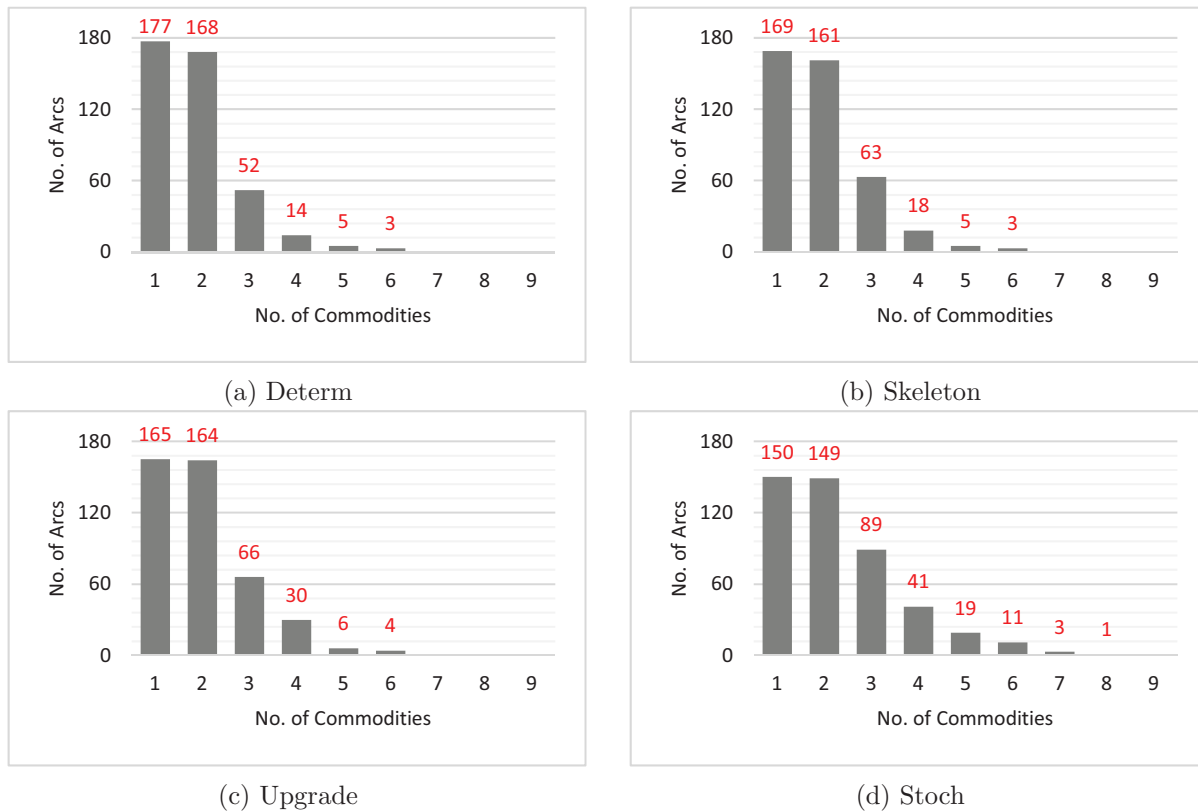 177
168
180
120
60
0
No. of Arcs
52
14
5
3
1 2 3 4 5 6 7 8 9
No. of Commodities
(a) Determ
169
161
180
120
60
0
No. of Arcs
63
18
5
3
1 2 3 4 5 6 7 8 9
No. of Commodities
(b) Skeleton
165
164
180
120
60
0
No. of Arcs
66
30
6
4
1 2 3 4 5 6 7 8 9
No. of Commodities
(c) Upgrade
150
149
180
120
60
0
No. of Arcs
89
41
19
11
3
1
1 2 3 4 5 6 7 8 9
No. of Commodities
(d) Stoch